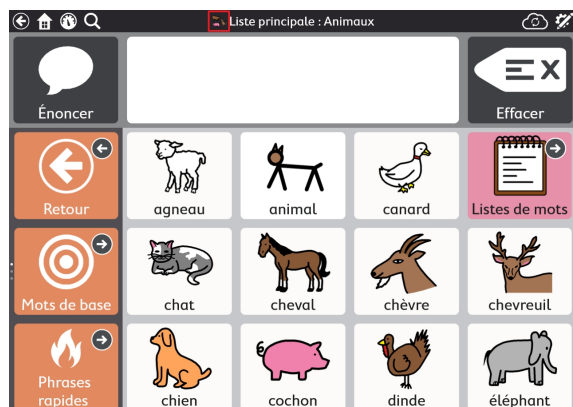 Liste principale : Animaux
Énoncer
Effacer
Retour
agneau
animal
canard
Listes de mots
Mots de base
chat
cheval
chèvre
chevreuil
Phrases
rapides
chien
cochon
dinde
éléphant